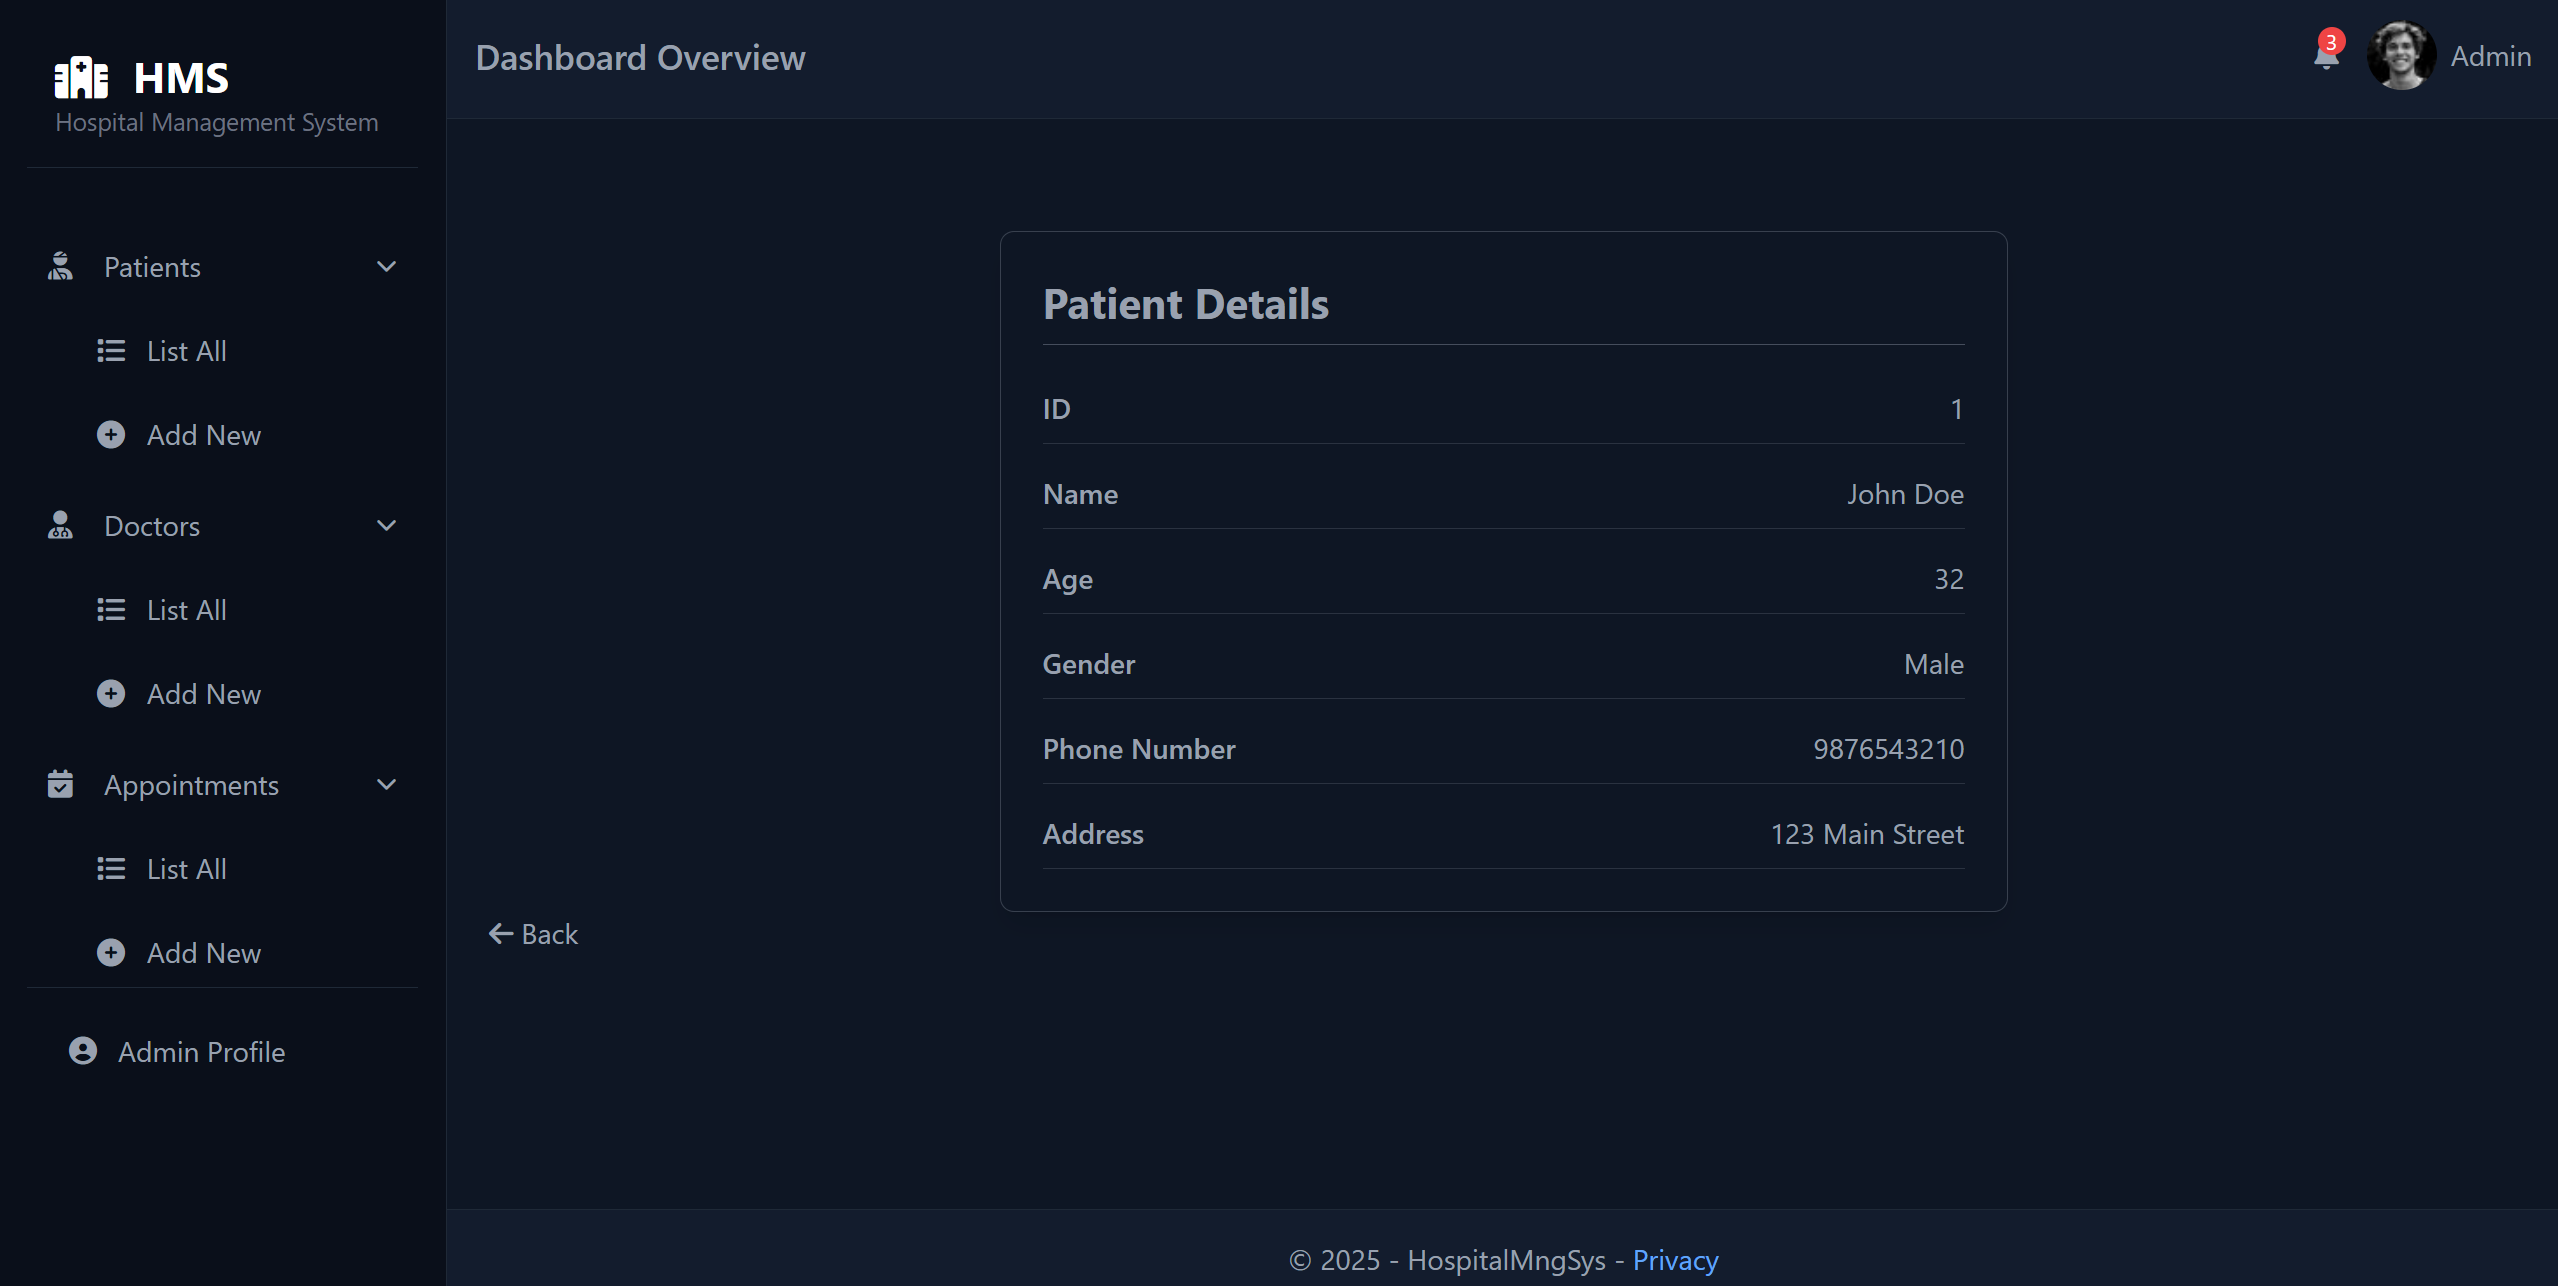 HMS
Hospital Management System
Patients
List All
Add New
Doctors
List All
Add New
Appointments
List All
Add New
Admin Profile
Dashboard Overview
3
Admin
Patient Details
ID 1
Name John Doe
Age 32
Gender Male
Phone Number 9876543210
Address 123 Main Street
Back
© 2025 - HospitalMngSys - Privacy